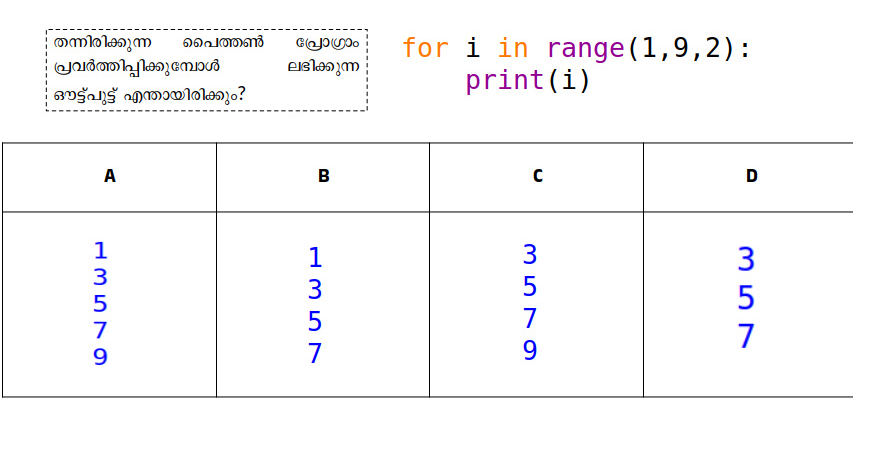 തന്നിരിക്കുന്ന പൈത്തൺ പ്രോഗ്രാം
പ്രവർത്തിപ്പിക്കുമ്പോൾ ലഭിക്കുന്ന
ഔട്ട്പുട്ട് എന്തായിരിക്കും?
for i in range(1,9,2):
    print(i)
A B C D
1
3
5
7
9
1
3
5
7
3
5
7
9
3
5
7